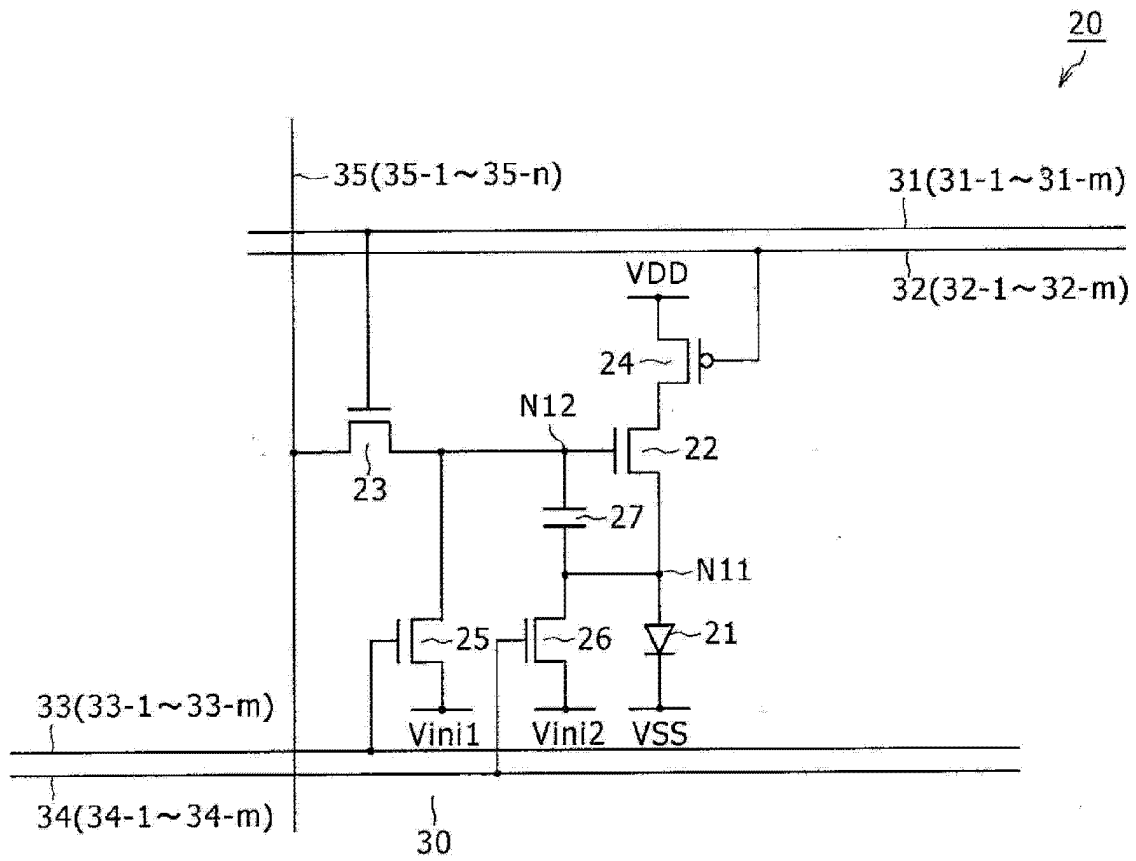 20
35(35-1~35-n)
31(31-1~31-m)
32(32-1~32-m)
VDD
24
N12
22
23
27
N11
25
26
21
33(33-1~33-m)
Vini1
Vini2
VSS
34(34-1~34-m)
30